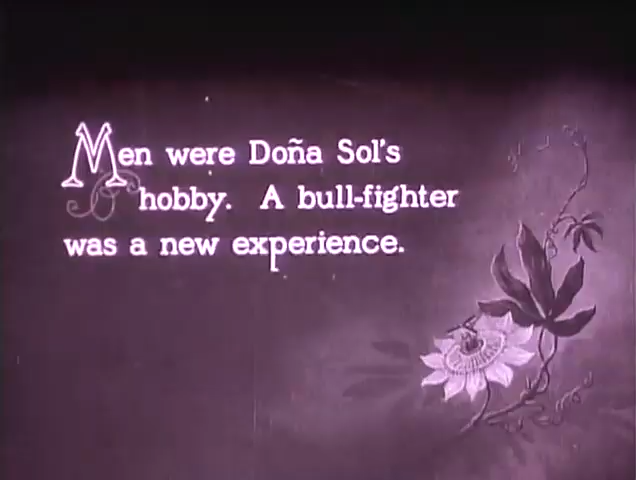 Men were Doña Sol's
hobby. A bull-fighter
was a new experience.